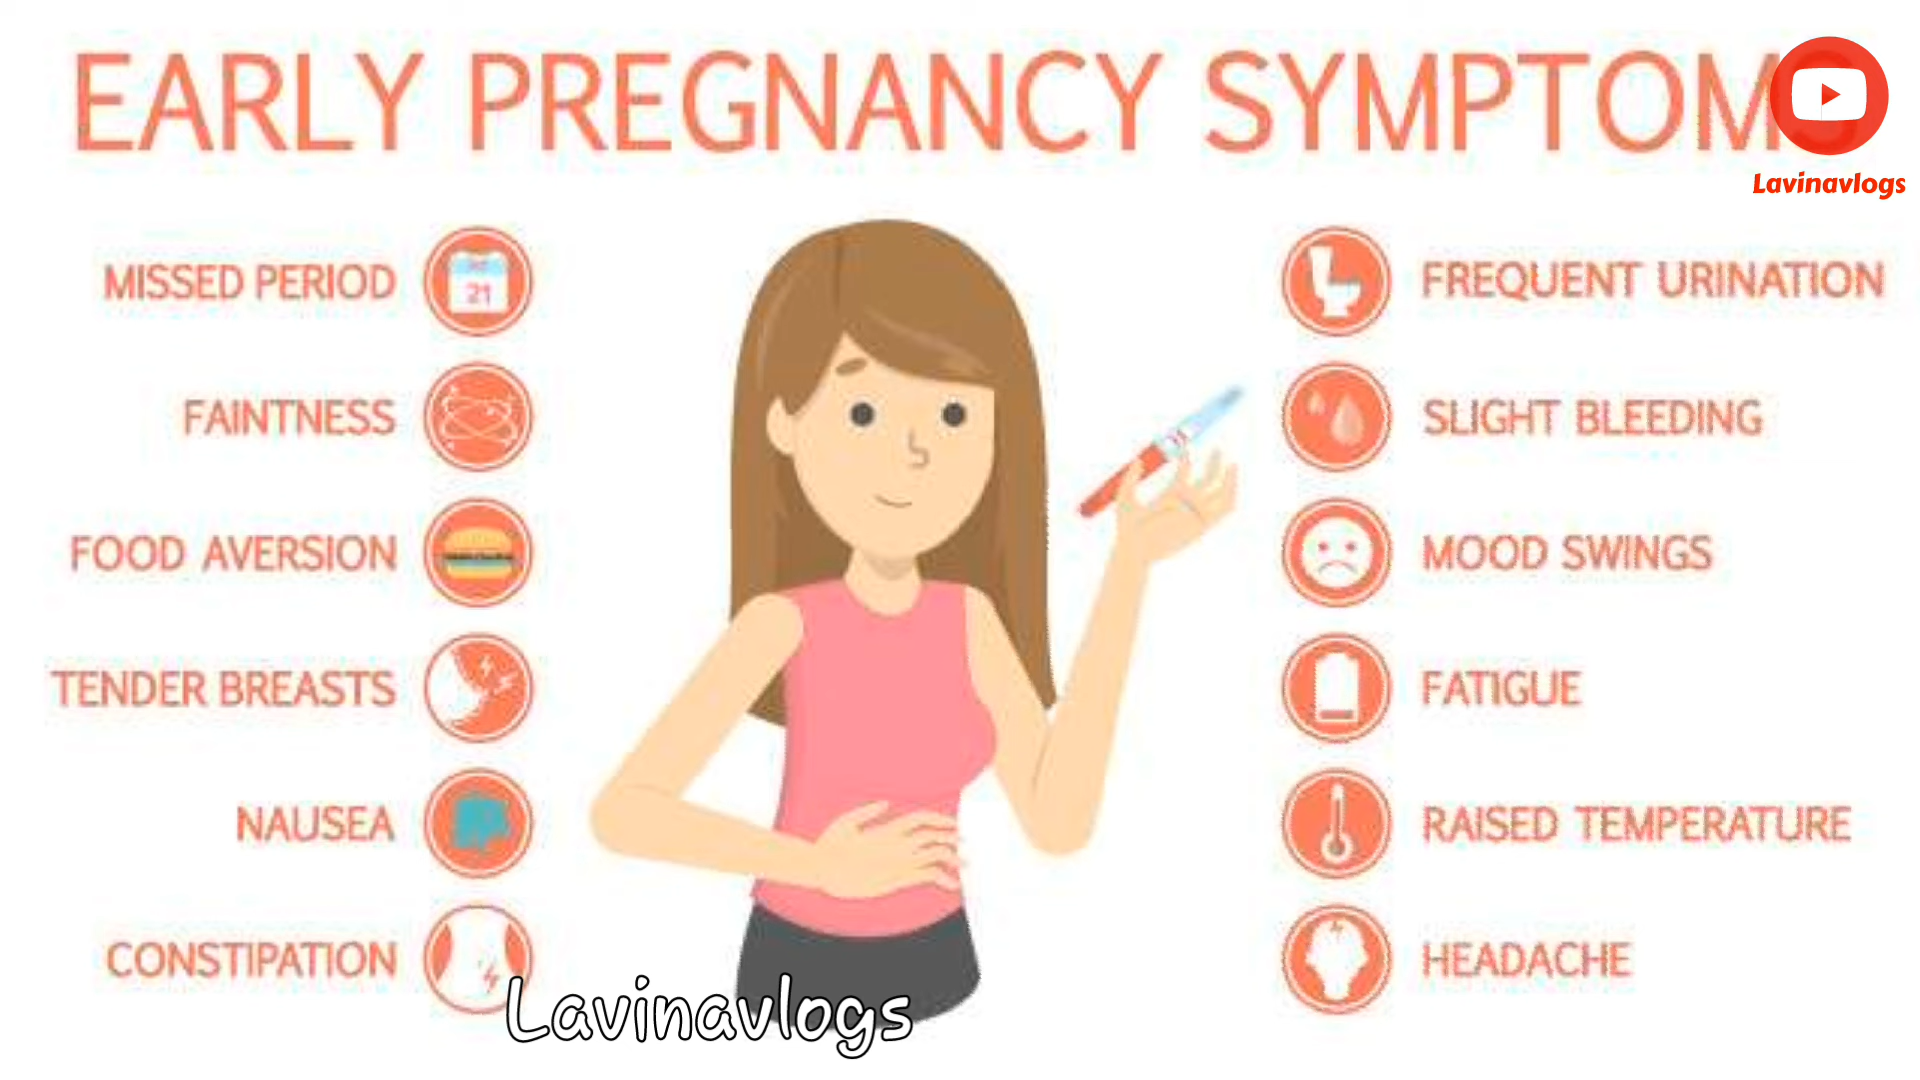 EARLY PREGNANCY SYMPTOMS
Lavinavlogs
MISSED PERIOD
21
FAINTNESS
FOOD AVERSION
TENDER BREASTS
NAUSEA
CONSTIPATION
FREQUENT URINATION
SLIGHT BLEEDING
MOOD SWINGS
FATIGUE
RAISED TEMPERATURE
HEADACHE
Lavinavlogs